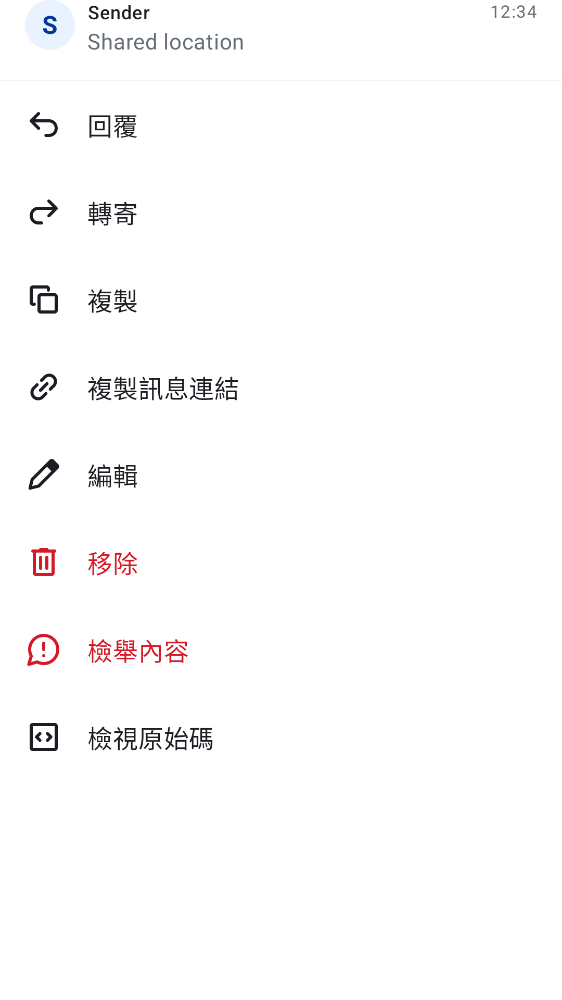 S
Sender
12:34
Shared location
回覆
轉寄
複製
複製訊息連結
編輯
移除
檢舉內容
檢視原始碼